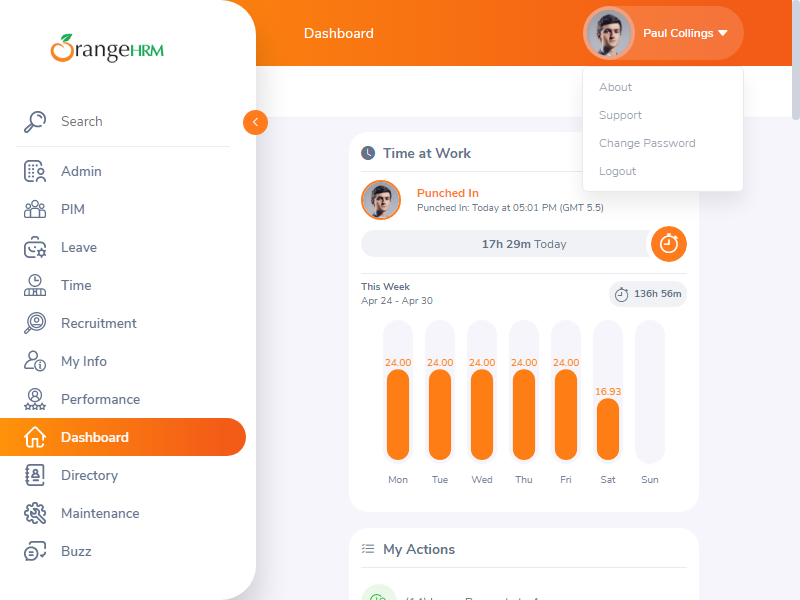 OrangeHRM
Search
Admin
PIM
Leave
Time
Recruitment
My Info
Performance
Dashboard
Directory
Maintenance
Buzz
Dashboard
Paul Collings
About
Support
Change Password
Logout
Time at Work
Punched In
Punched In: Today at 05:01 PM (GMT 5.5)
17h 29m Today
This Week
Apr 24 - Apr 30
136h 56m
24.00 24.00 24.00 24.00 24.00
16.93
Mon Tue Wed Thu Fri Sat Sun
My Actions